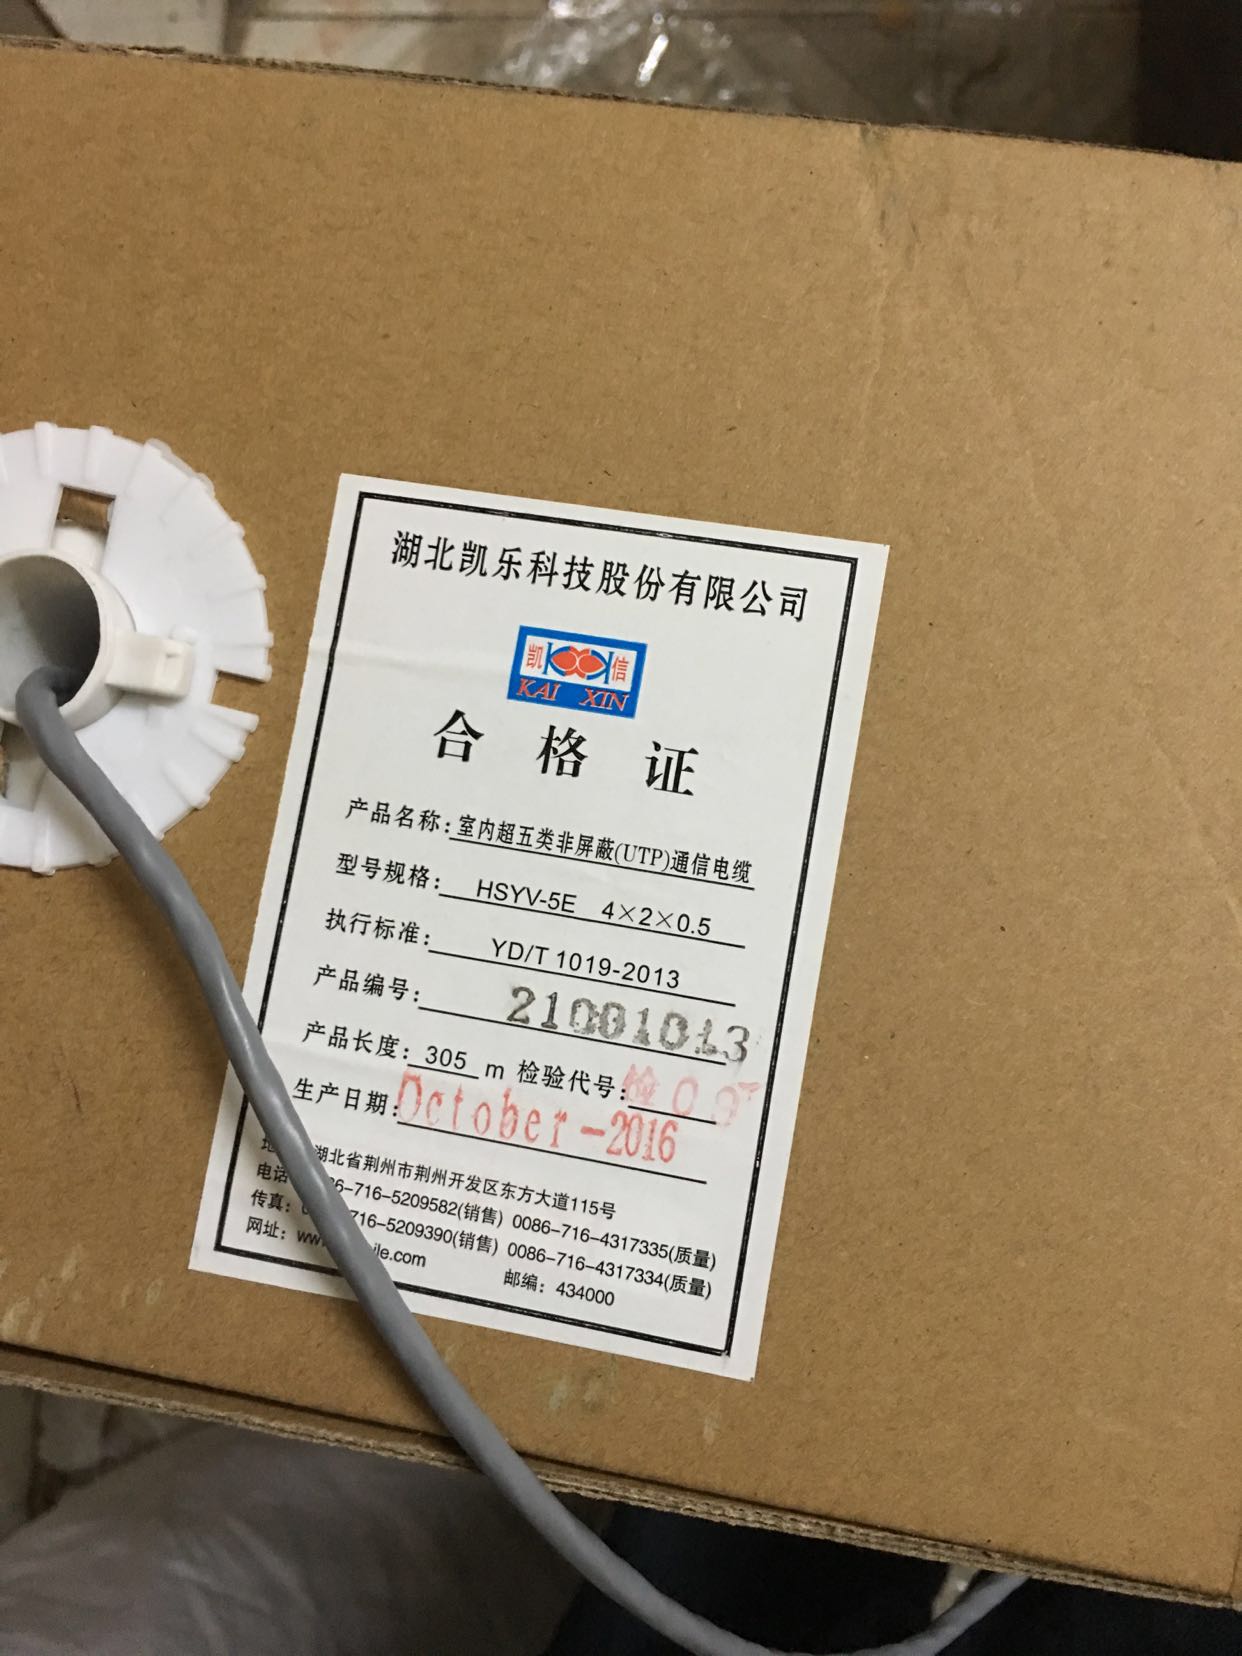 湖北凯乐科技股份有限公司
凯 信
KAI XIN
合格证
产品名称:室内超五类非屏蔽(UTP)通信电缆
型号规格: HSYV-5E 4×2×0.5
执行标准: YD/T 1019-2013
产品编号: 21001013
产品长度: 305 m 检验代号:检09
生产日期: October-2016
湖北省荆州市荆州开发区东方大道115号
电话 -716-5209582(销售) 0086-716-4317335(质量)
传真: 716-5209390(销售) 0086-716-4317334(质量)
网址: .com 邮编: 434000